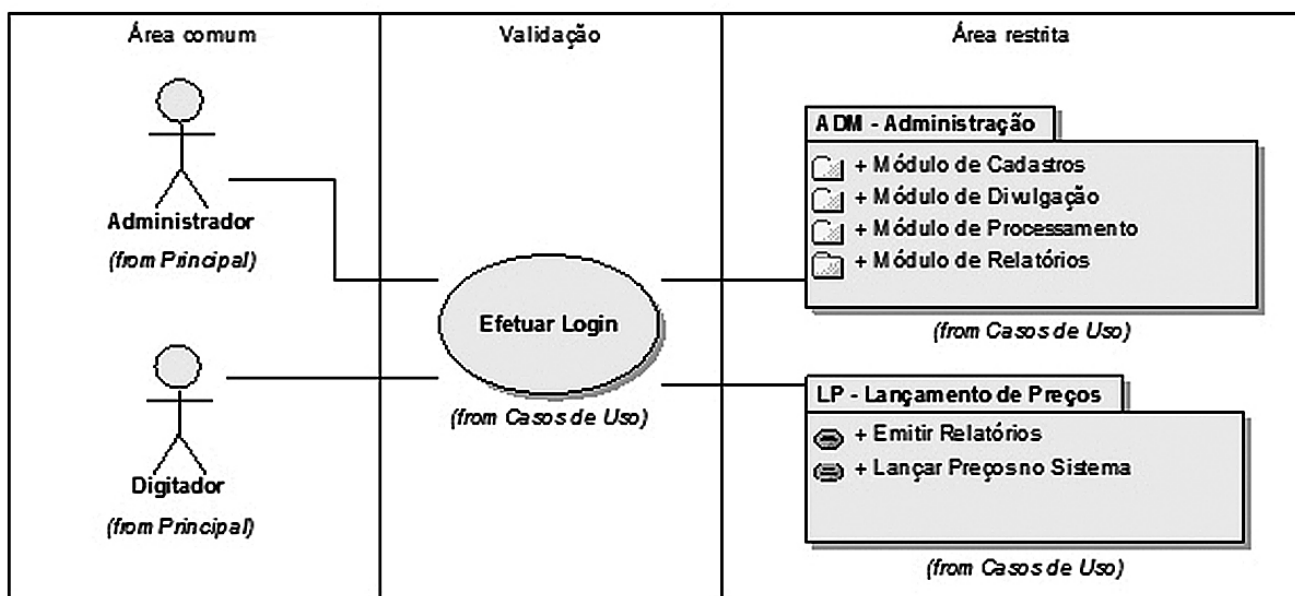 Área comum
Validação
Área restrita
Administrador
(from Principal)
Digitador
(from Principal)
Efetuar Login
(from Casos de Uso)
ADM - Administração
+ Módulo de Cadastros
+ Módulo de Divulgação
+ Módulo de Processamento
+ Módulo de Relatórios
(from Casos de Uso)
LP - Lançamento de Preços
+ Emitir Relatórios
+ Lançar Preços no Sistema
(from Casos de Uso)